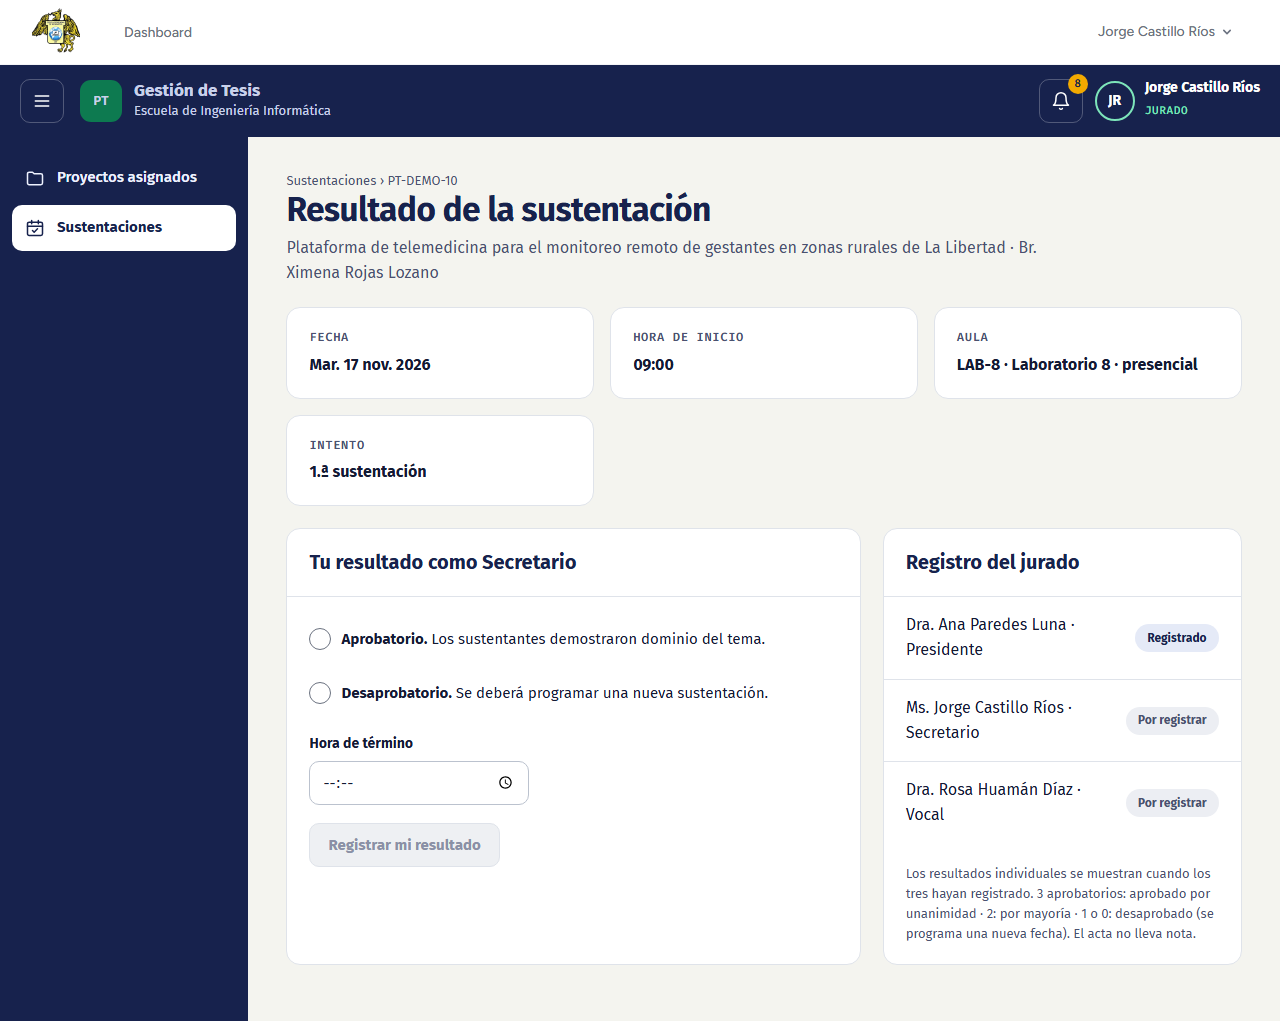 Dashboard
Jorge Castillo Ríos
PT
Gestión de Tesis
Escuela de Ingeniería Informática
8
JR
Jorge Castillo Ríos
JURADO
Proyectos asignados
Sustentaciones
Sustentaciones › PT-DEMO-10
Resultado de la sustentación
Plataforma de telemedicina para el monitoreo remoto de gestantes en zonas rurales de La Libertad · Br.
Ximena Rojas Lozano
FECHA
Mar. 17 nov. 2026
HORA DE INICIO
09:00
AULA
LAB-8 · Laboratorio 8 · presencial
INTENTO
1.ª sustentación
Tu resultado como Secretario
Aprobatorio. Los sustentantes demostraron dominio del tema.
Desaprobatorio. Se deberá programar una nueva sustentación.
Hora de término
--:--
Registrar mi resultado
Registro del jurado
Dra. Ana Paredes Luna ·
Presidente
Registrado
Ms. Jorge Castillo Ríos ·
Secretario
Por registrar
Dra. Rosa Huamán Díaz ·
Vocal
Por registrar
Los resultados individuales se muestran cuando los
tres hayan registrado. 3 aprobatorios: aprobado por
unanimidad · 2: por mayoría · 1 o 0: desaprobado (se
programa una nueva fecha). El acta no lleva nota.